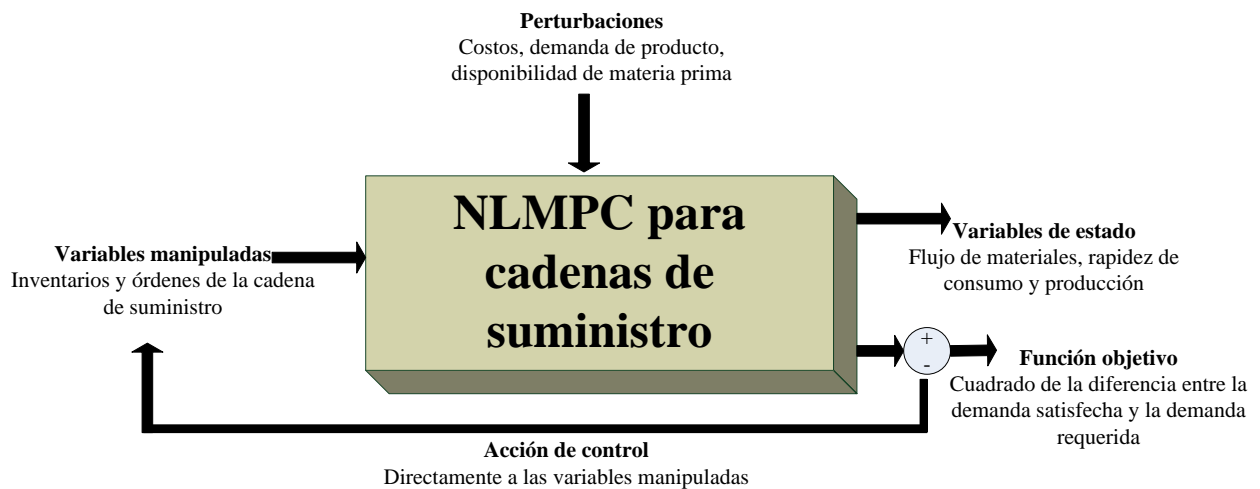 Perturbaciones
Costos, demanda de producto,
disponibilidad de materia prima
NLMPC para
cadenas de
suministro
Variables manipuladas
Inventarios y órdenes de la cadena
de suministro
Variables de estado
Flujo de materiales, rapidez de
consumo y producción
+
-
Función objetivo
Cuadrado de la diferencia entre la
demanda satisfecha y la demanda
requerida
Acción de control
Directamente a las variables manipuladas